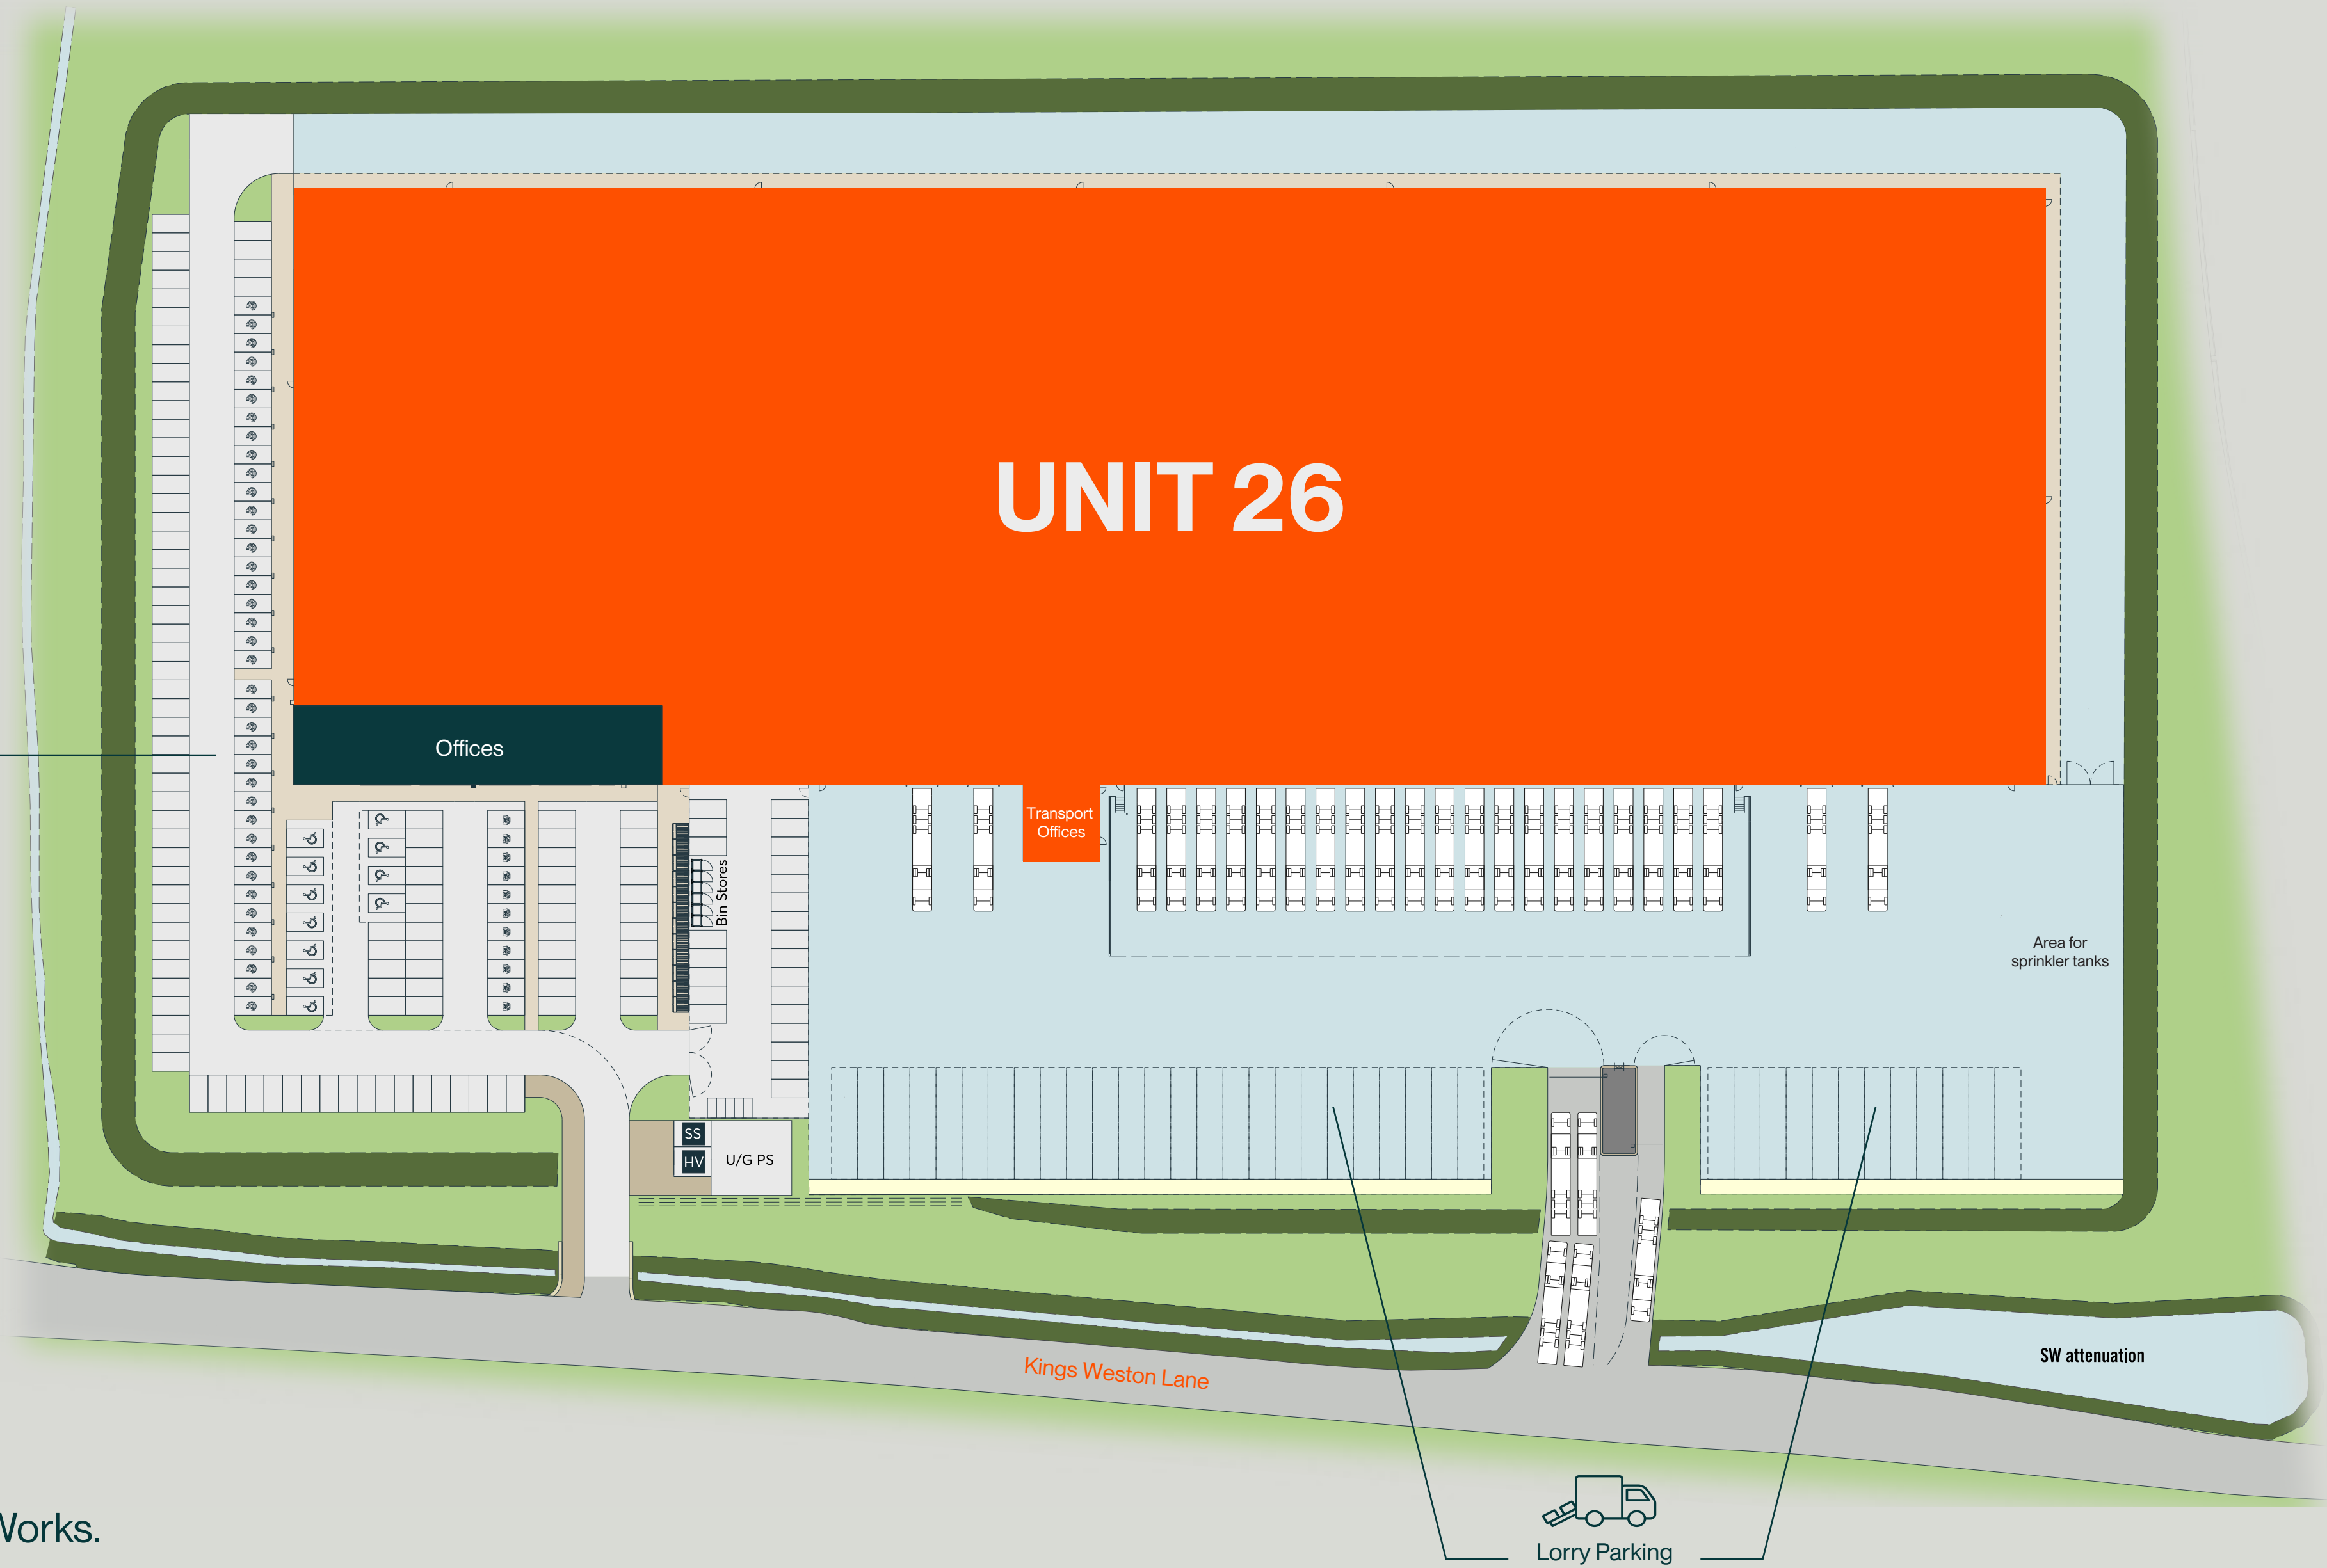 UNIT 26
Offices
Transport
Offices
Bin Stores
Area for
sprinkler tanks
SS
HV
U/G PS
Kings Weston Lane
SW attenuation
Works.
Lorry Parking